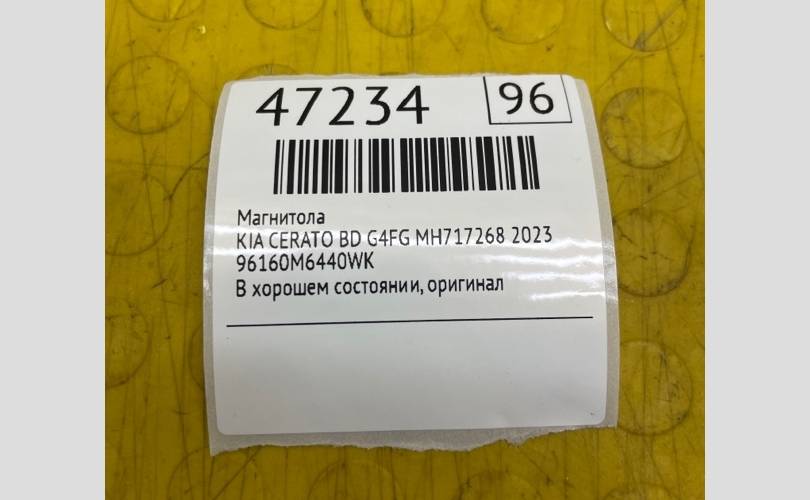 47234
96
Магнитола
KIA CERATO BD G4FG MH717268 2023
96160M6440WK
В хорошем состоянии, оригинал